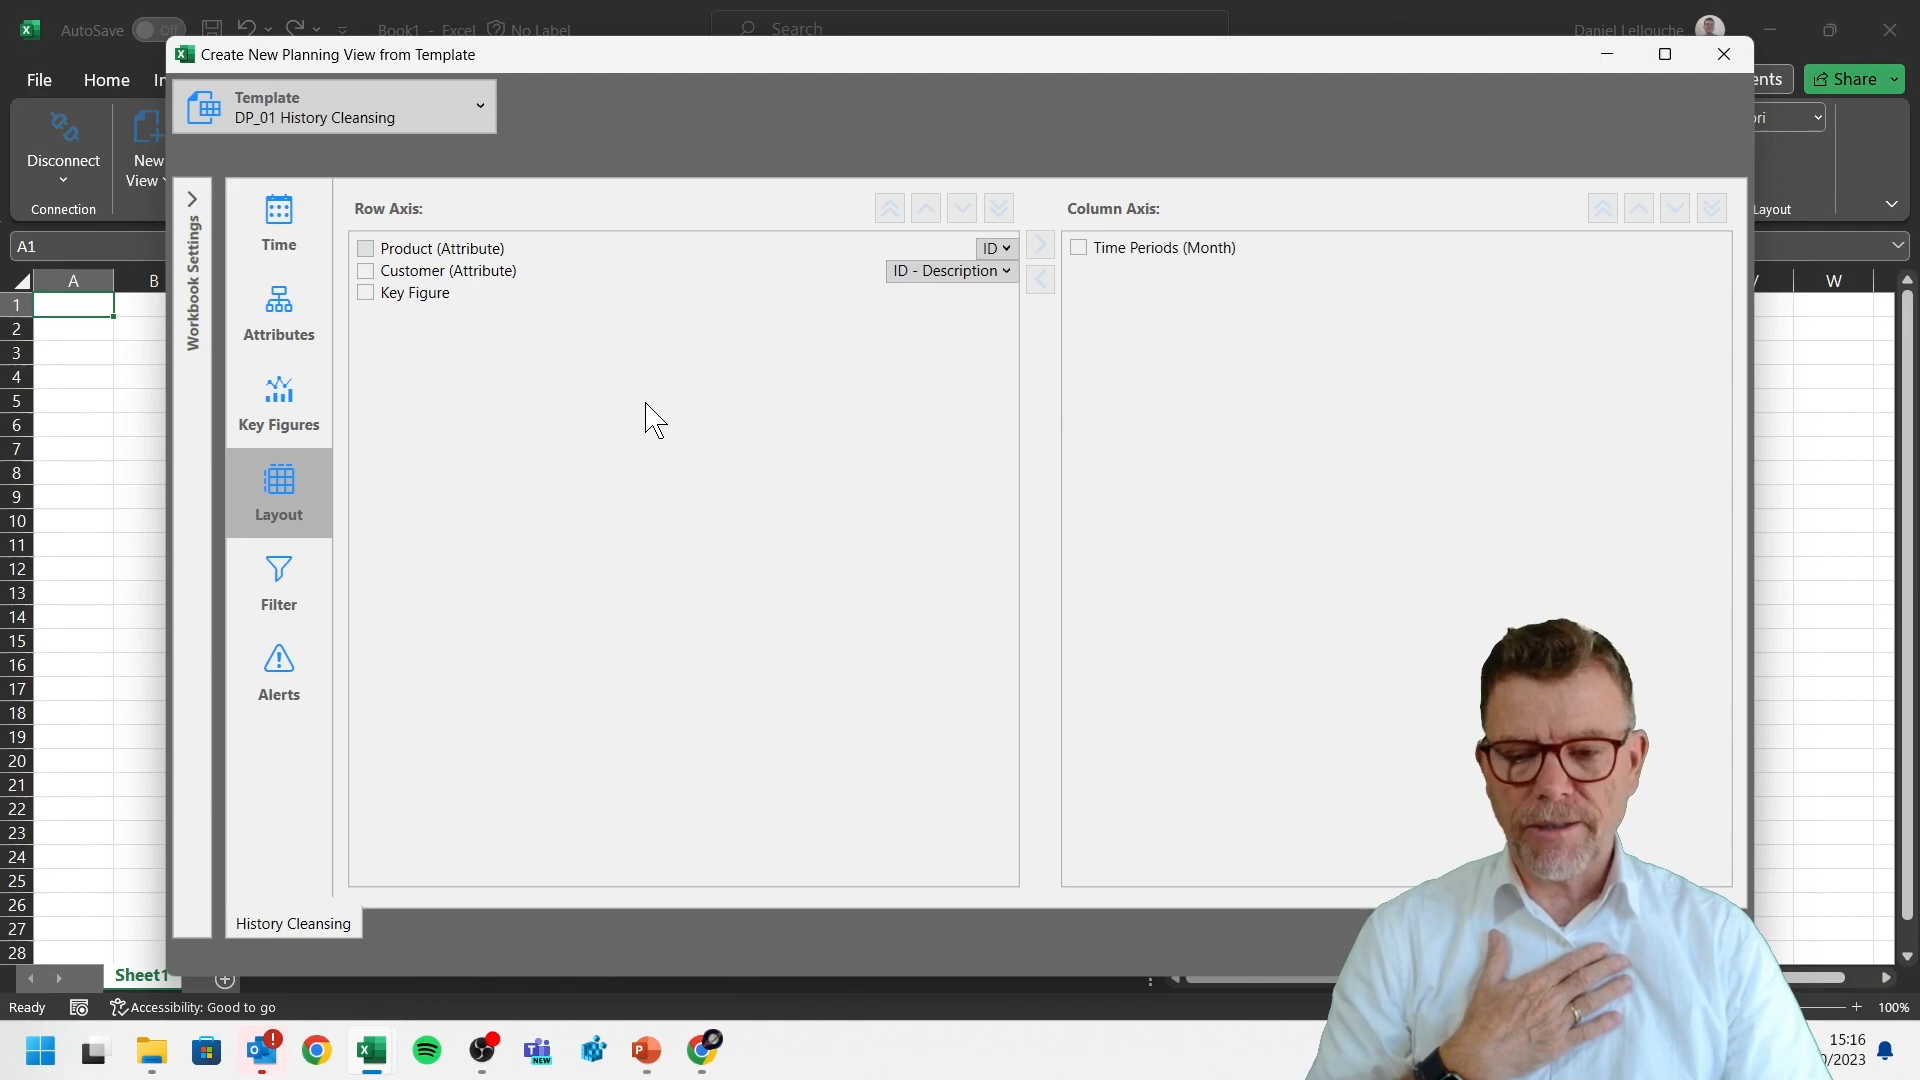 AutoSave
Off
Book1 - Excel
No Label
Search
Daniel Lellouche
Create New Planning View from Template
File
Home
Share
Template
DP_01 History Cleansing
Disconnect
New
View
Connection
Layout
A1
Workbook Settings
Time
Attributes
Key Figures
Layout
Filter
Alerts
Row Axis:
Product (Attribute)
ID
Customer (Attribute)
ID - Description
Key Figure
Column Axis:
Time Periods (Month)
A
B
W
1
2
3
4
5
6
7
8
9
10
11
12
13
14
15
16
17
18
19
20
21
22
23
24
25
26
27
28
History Cleansing
Sheet1
Ready
Accessibility: Good to go
100%
NEW
15:16
/2023